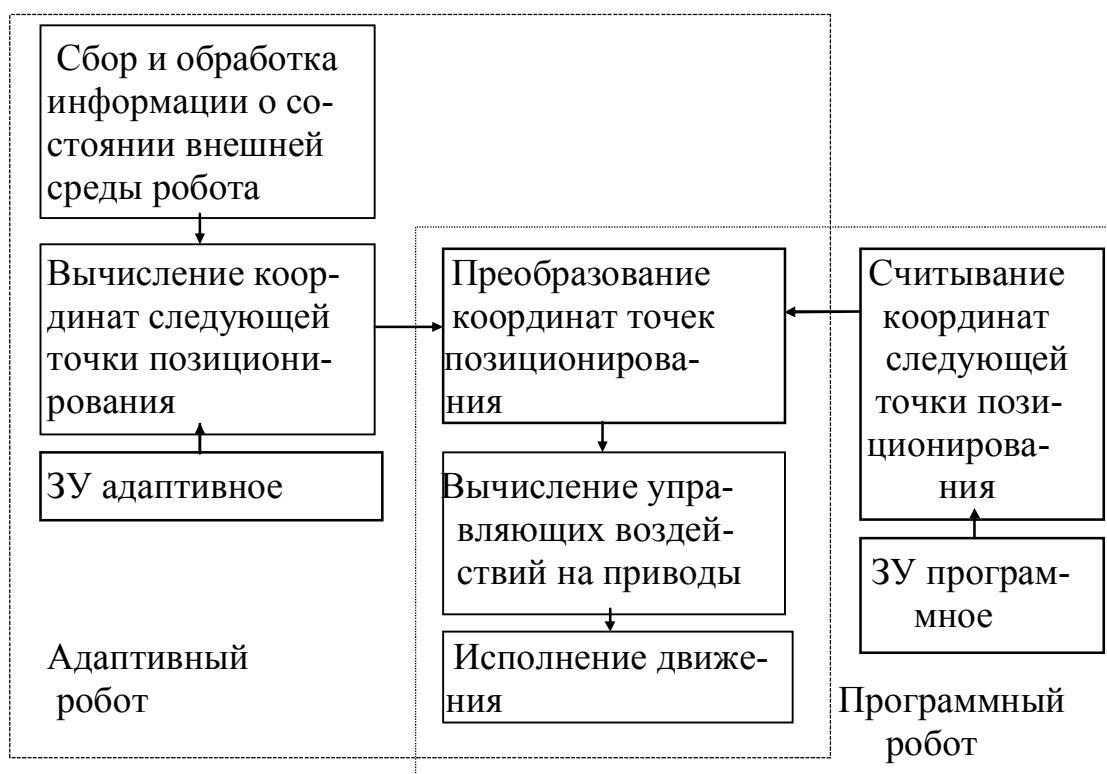 Сбор и обработка
информации о со-
стоянии внешней
среды робота
Вычисление коор-
динат следующей
точки позициони-
рования
ЗУ адаптивное
Адаптивный
робот
Преобразование
координат точек
позиционирова-
ния
Вычисление упра-
вляющих воздей-
ствий на приводы
Исполнение движе-
ния
Считывание
координат
следующей
точки пози-
ционирова-
ния
ЗУ програм-
мное
Программный
робот